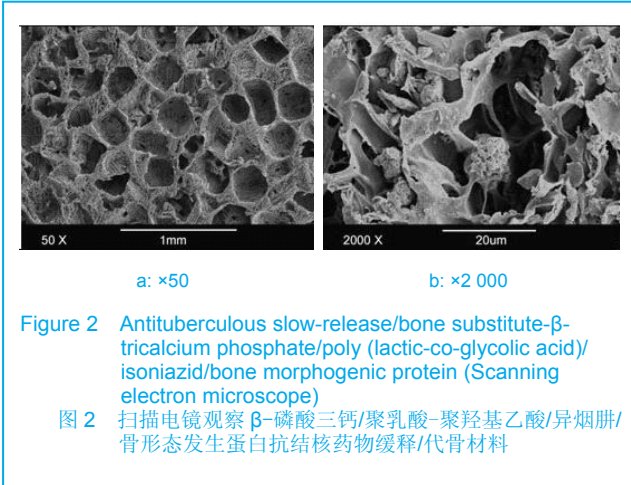 50 X 1mm
2000 X 20um
a: ×50
b: ×2 000
Figure 2 Antituberculous slow-release/bone substitute-β-
tricalcium phosphate/poly (lactic-co-glycolic acid)/
isoniazid/bone morphogenic protein (Scanning
electron microscope)
图 2 扫描电镜观察 β-磷酸三钙/聚乳酸-聚羟基乙酸/异烟肼/
骨形态发生蛋白抗结核药物缓释/代骨材料